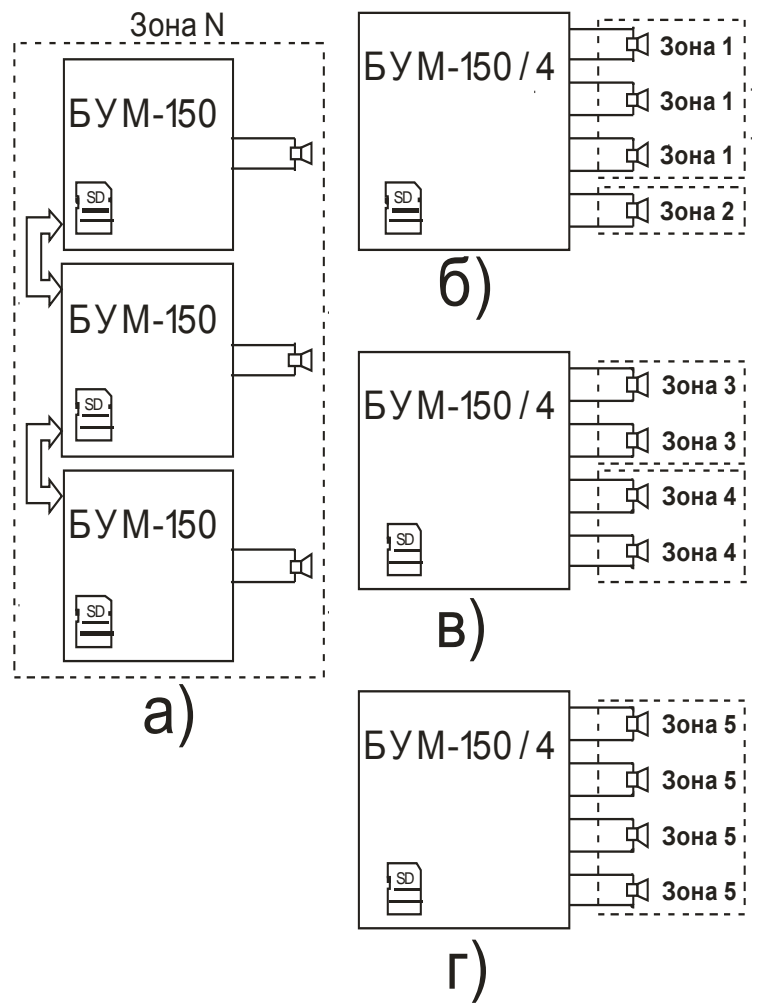 Зона N
БУМ-150
SD
БУМ-150
SD
БУМ-150
SD
а)
БУМ-150 / 4
SD
Зона 1
Зона 1
Зона 1
Зона 2
б)
БУМ-150 / 4
SD
Зона 3
Зона 3
Зона 4
Зона 4
в)
БУМ-150 / 4
SD
Зона 5
Зона 5
Зона 5
Зона 5
г)